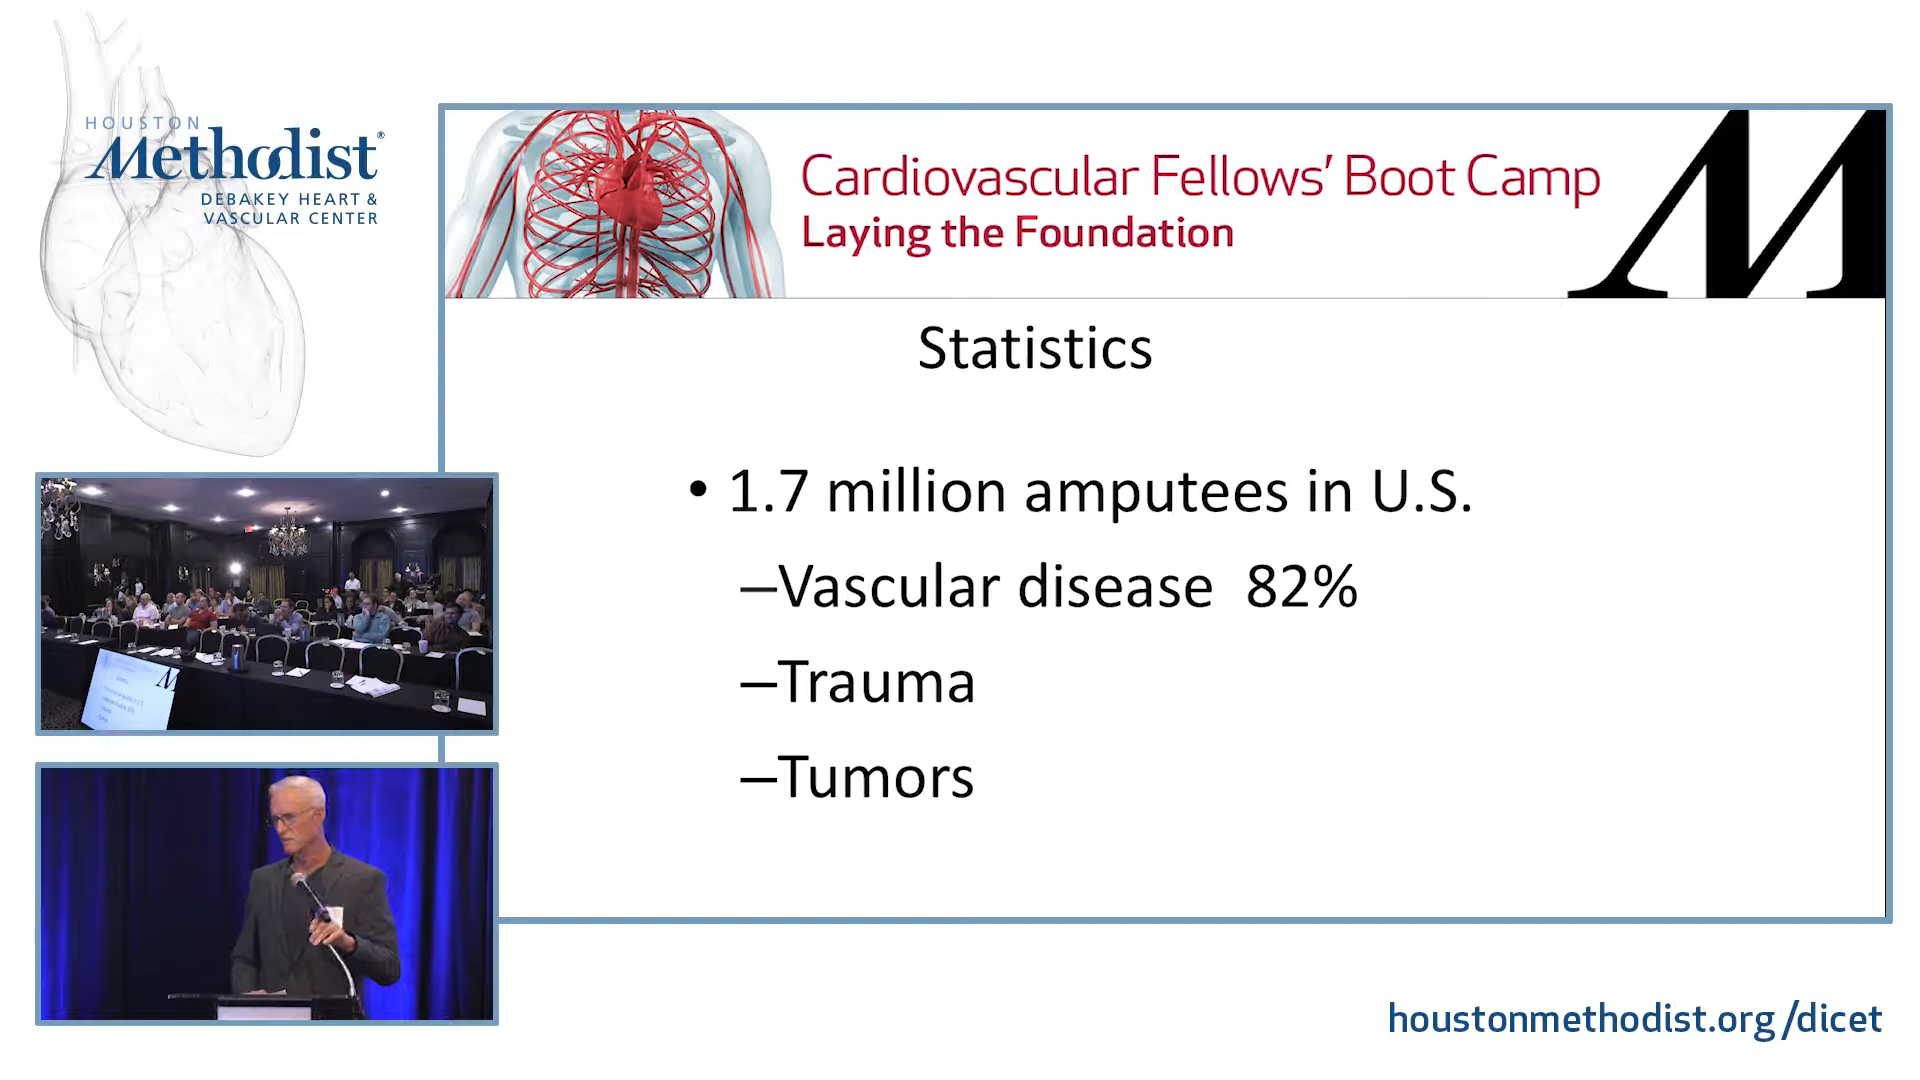 HOUSTON
Methodist®
DEBAKEY HEART &
VASCULAR CENTER
Cardiovascular Fellows' Boot Camp
Laying the Foundation
M
Statistics
• 1.7 million amputees in U.S.
–Vascular disease 82%
–Trauma
–Tumors
houstonmethodist.org/dicet